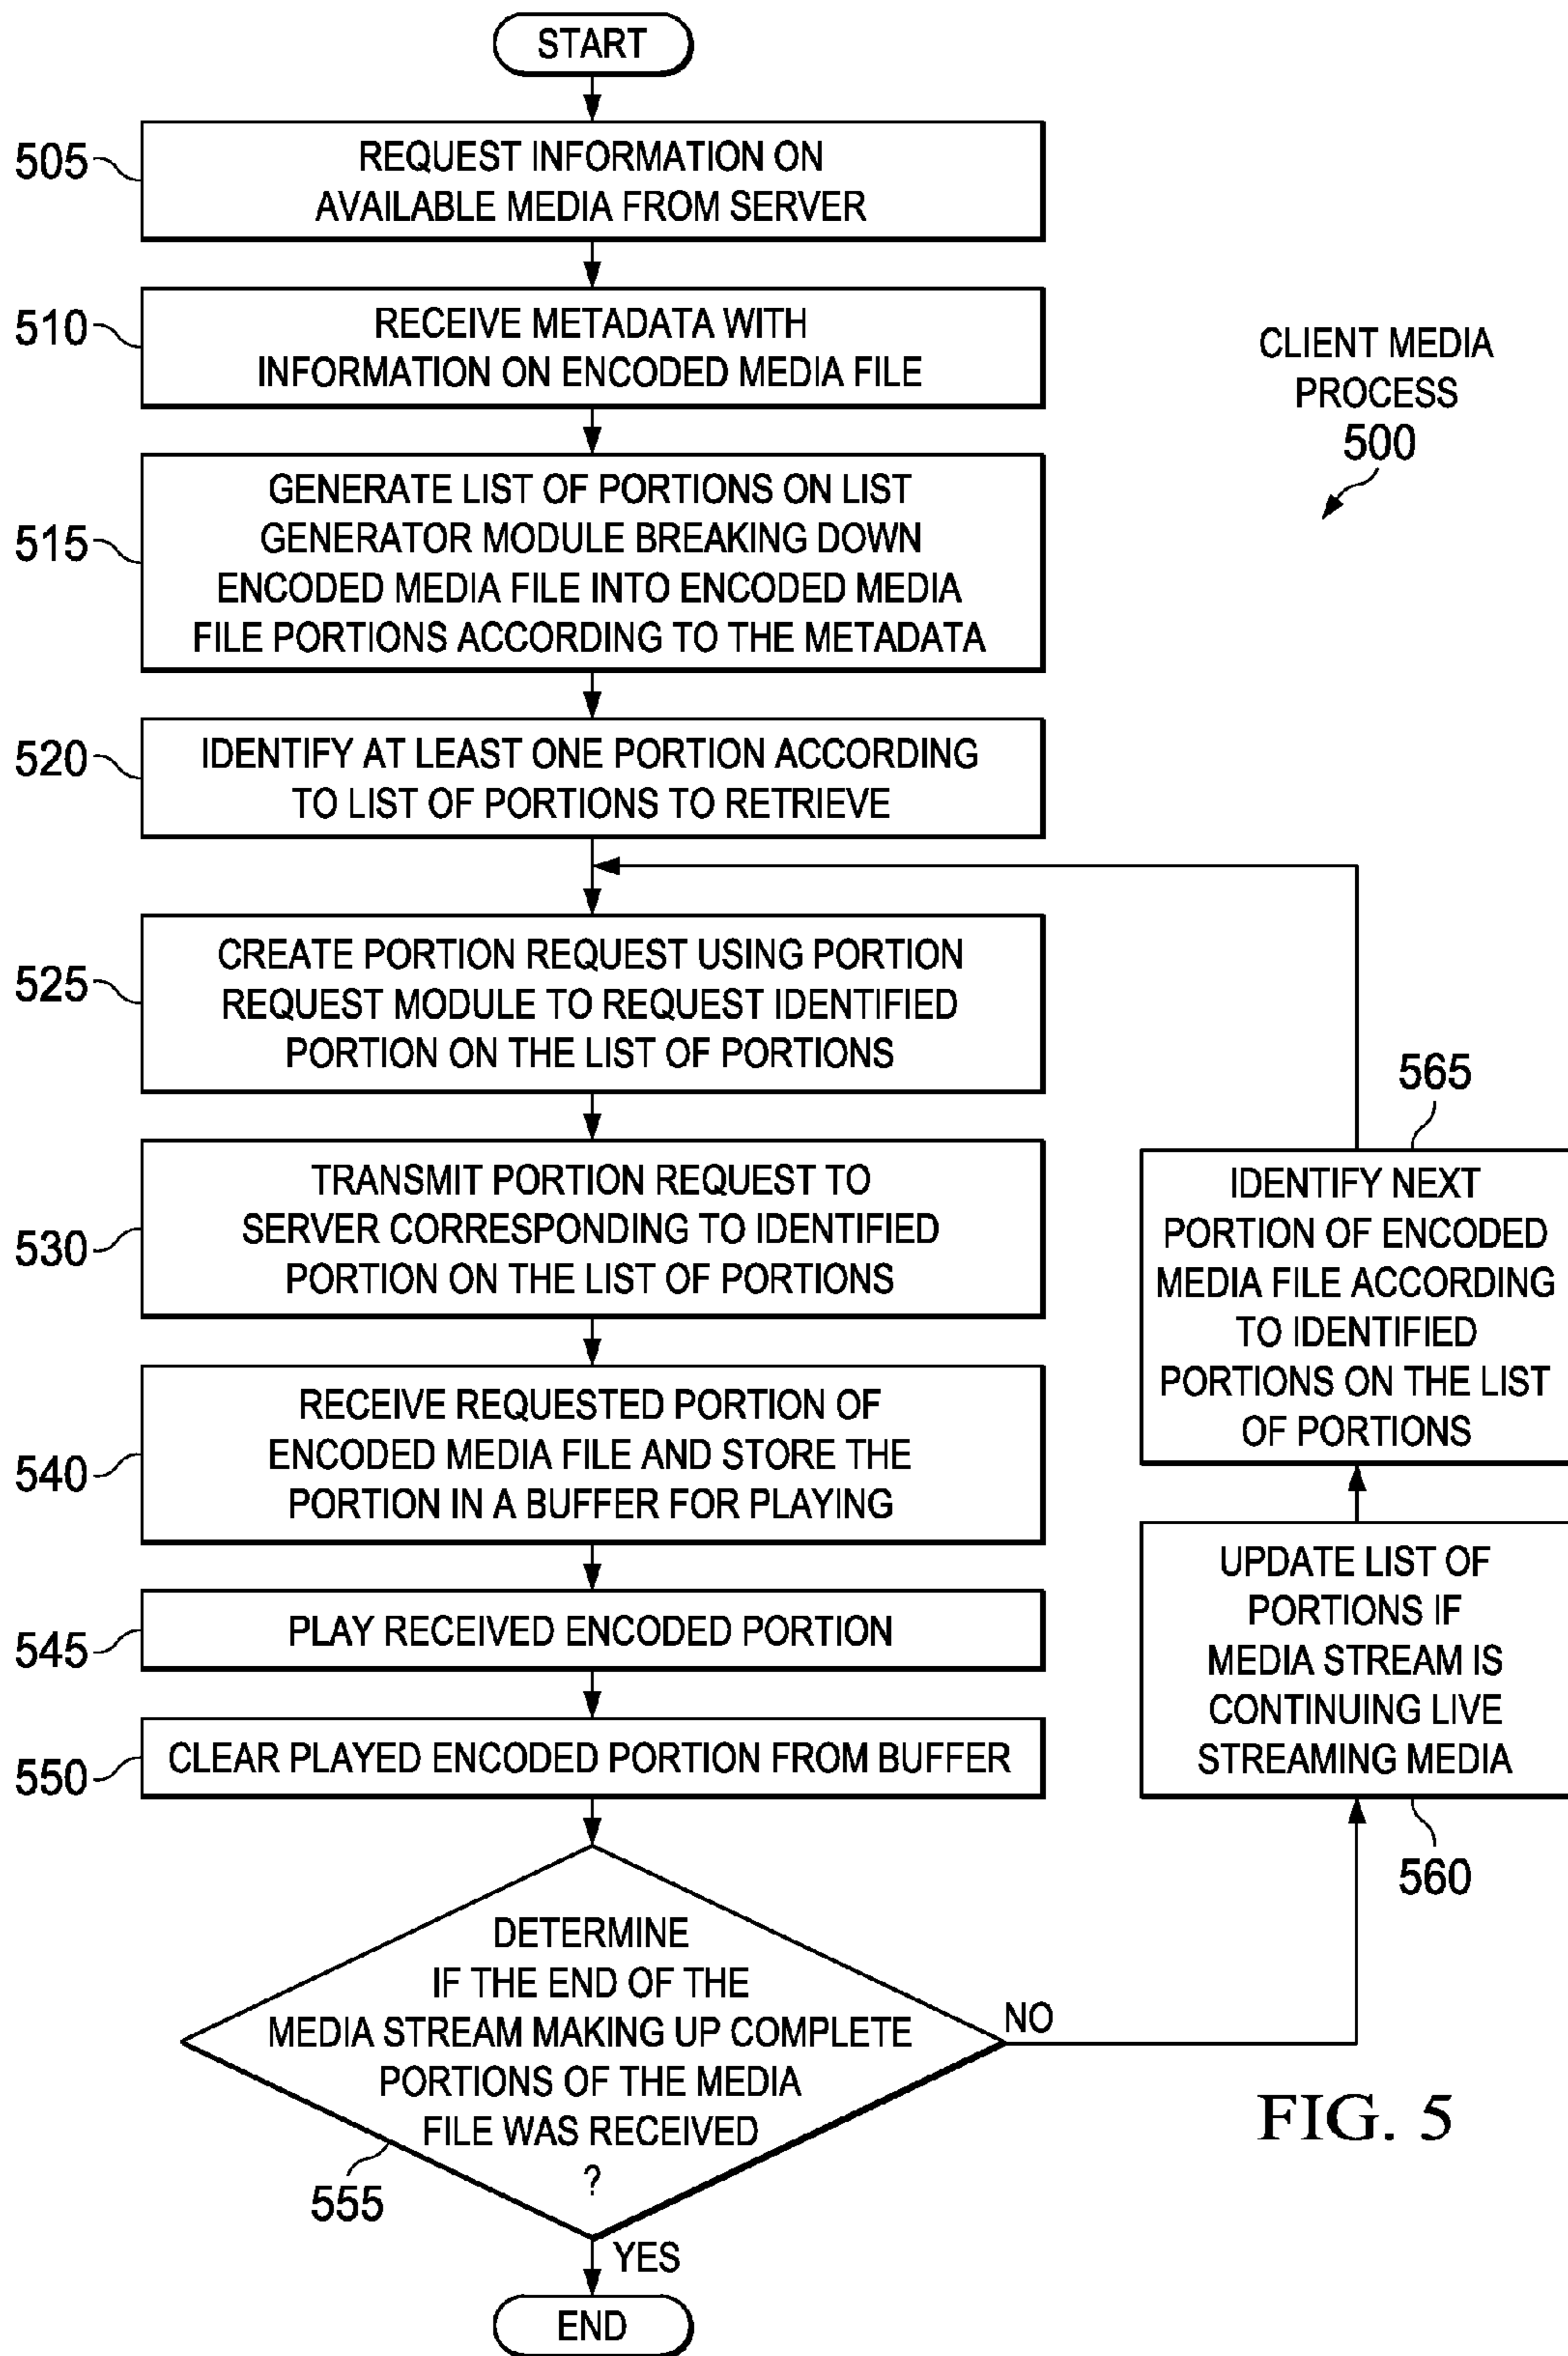 START
505
REQUEST INFORMATION ON
AVAILABLE MEDIA FROM SERVER
510
RECEIVE METADATA WITH
INFORMATION ON ENCODED MEDIA FILE
CLIENT MEDIA
PROCESS
500
515
GENERATE LIST OF PORTIONS ON LIST
GENERATOR MODULE BREAKING DOWN
ENCODED MEDIA FILE INTO ENCODED MEDIA
FILE PORTIONS ACCORDING TO THE METADATA
520
IDENTIFY AT LEAST ONE PORTION ACCORDING
TO LIST OF PORTIONS TO RETRIEVE
525
CREATE PORTION REQUEST USING PORTION
REQUEST MODULE TO REQUEST IDENTIFIED
PORTION ON THE LIST OF PORTIONS
530
TRANSMIT PORTION REQUEST TO
SERVER CORRESPONDING TO IDENTIFIED
PORTION ON THE LIST OF PORTIONS
540
RECEIVE REQUESTED PORTION OF
ENCODED MEDIA FILE AND STORE THE
PORTION IN A BUFFER FOR PLAYING
545
PLAY RECEIVED ENCODED PORTION
550
CLEAR PLAYED ENCODED PORTION FROM BUFFER
DETERMINE
IF THE END OF THE
MEDIA STREAM MAKING UP COMPLETE
PORTIONS OF THE MEDIA
FILE WAS RECEIVED
?
555
NO
YES
END
560
UPDATE LIST OF
PORTIONS IF
MEDIA STREAM IS
CONTINUING LIVE
STREAMING MEDIA
565
IDENTIFY NEXT
PORTION OF ENCODED
MEDIA FILE ACCORDING
TO IDENTIFIED
PORTIONS ON THE LIST
OF PORTIONS
FIG. 5